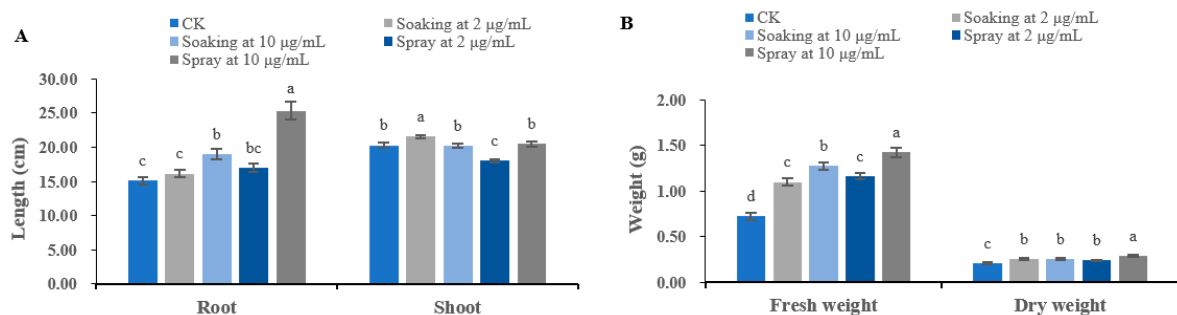 A
CK
Soaking at 2 µg/mL
Soaking at 10 µg/mL
Spray at 2 µg/mL
Spray at 10 µg/mL
Length (cm)
30.00
25.00
20.00
15.00
10.00
5.00
0.00
c c b bc a
b a b c b
Root Shoot
B
CK
Soaking at 2 µg/mL
Soaking at 10 µg/mL
Spray at 2 µg/mL
Spray at 10 µg/mL
Weight (g)
2.00
1.50
1.00
0.50
0.00
d c b c a
c b b b a
Fresh weight Dry weight